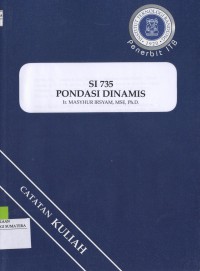 Penerbit ITB
SI 735
PONDASI DINAMIS
Ir. MASYHUR IRSYAM, MSE, Ph.D.
CATATAN KULIAH